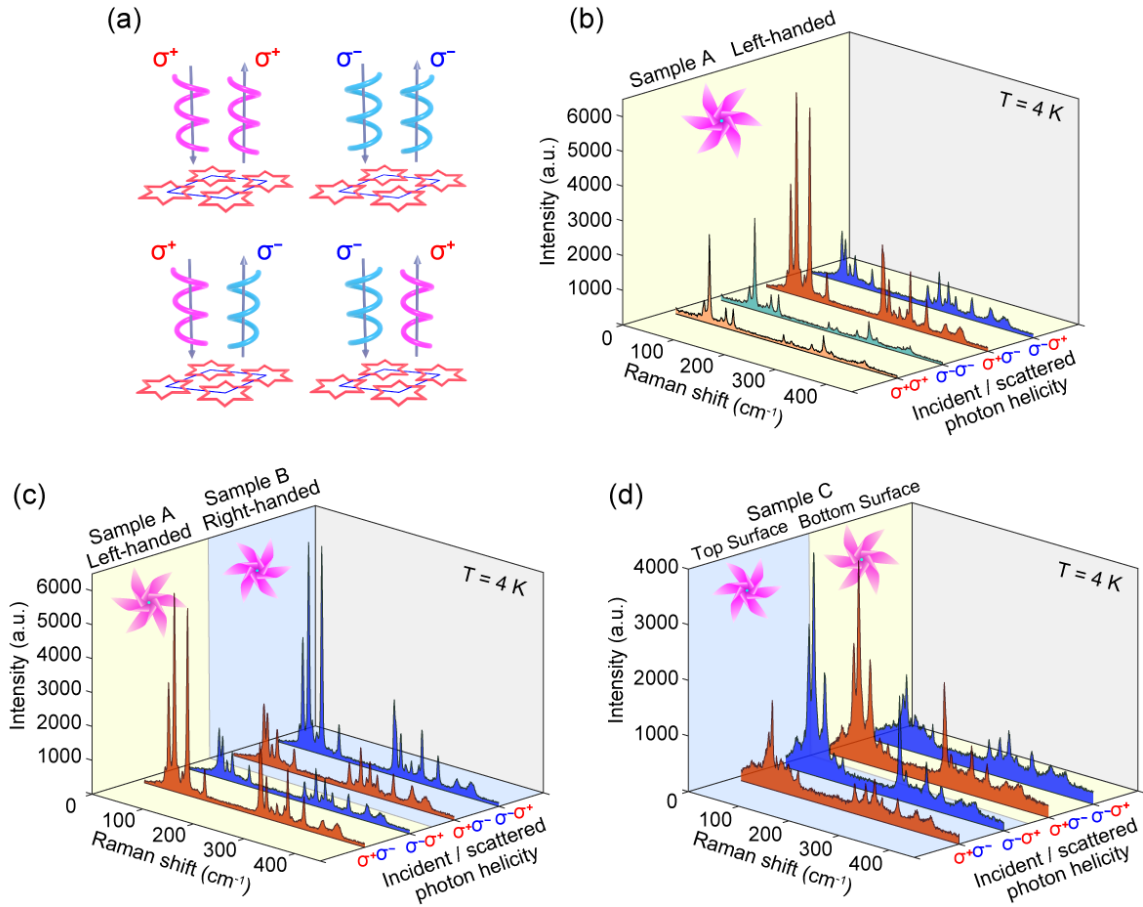 (a)
σ⁺ σ⁺ σ⁻ σ⁻
σ⁺ σ⁻ σ⁻ σ⁺
(b)
Sample A Left-handed
T = 4 K
6000
5000
4000
3000
2000
1000
0
Intensity (a.u.)
100
200
300
400
Raman shift (cm⁻¹)
σ⁺σ⁺ σ⁻σ⁻ σ⁺σ⁻ σ⁻σ⁺
Incident / scattered
photon helicity
(c)
Sample A
Left-handed
Sample B
Right-handed
T = 4 K
6000
5000
4000
3000
2000
1000
0
Intensity (a.u.)
100
200
300
400
Raman shift (cm⁻¹)
σ⁺σ⁻ σ⁻σ⁺ σ⁺σ⁻ σ⁻σ⁺
Incident / scattered
photon helicity
(d)
Sample C
Top Surface
Bottom Surface
T = 4 K
4000
3000
2000
1000
0
Intensity (a.u.)
100
200
300
400
Raman shift (cm⁻¹)
σ⁺σ⁻ σ⁻σ⁺ σ⁺σ⁻ σ⁻σ⁺
Incident / scattered
photon helicity